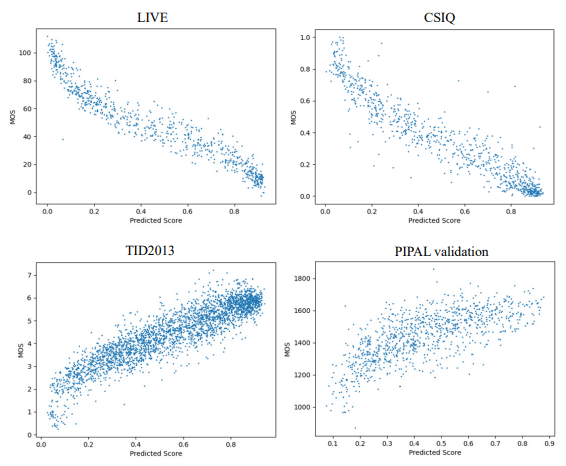 LIVE
CSIQ
MOS
100
80
60
40
20
0
0.0 0.2 0.4 0.6 0.8
Predicted Score
MOS
1.0
0.8
0.6
0.4
0.2
0.0
0.0 0.2 0.4 0.6 0.8
Predicted Score
TID2013
PIPAL validation
MOS
7
6
5
4
3
2
1
0
0.0 0.2 0.4 0.6 0.8
Predicted Score
MOS
1800
1600
1400
1200
1000
0.1 0.2 0.3 0.4 0.5 0.6 0.7 0.8 0.9
Predicted Score